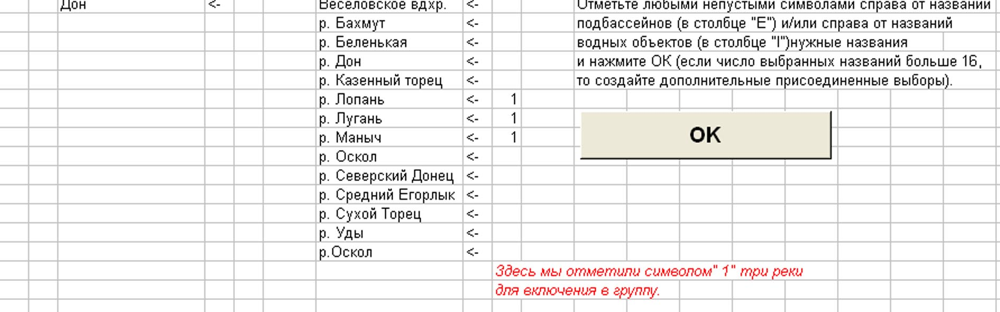 Дон <- Веселовское вдхр. <- Отметьте любыми непустыми символами справа от названий
р. Бахмут <- подбассейнов (в столбце "E") и/или справа от названий
р. Беленькая <- водных объектов (в столбце "I")нужные названия
р. Дон <- и нажмите ОК (если число выбранных названий больше 16,
р. Казенный торец <- то создайте дополнительные присоединенные выборы).
р. Лопань <- 1
р. Лугань <- 1
р. Маныч <- 1
OK
р. Оскол <-
р. Северский Донец <-
р. Средний Егорлык <-
р. Сухой Торец <-
р. Уды <-
р.Оскол <-
Здесь мы отметили символом" 1" три реки
для включения в группу.